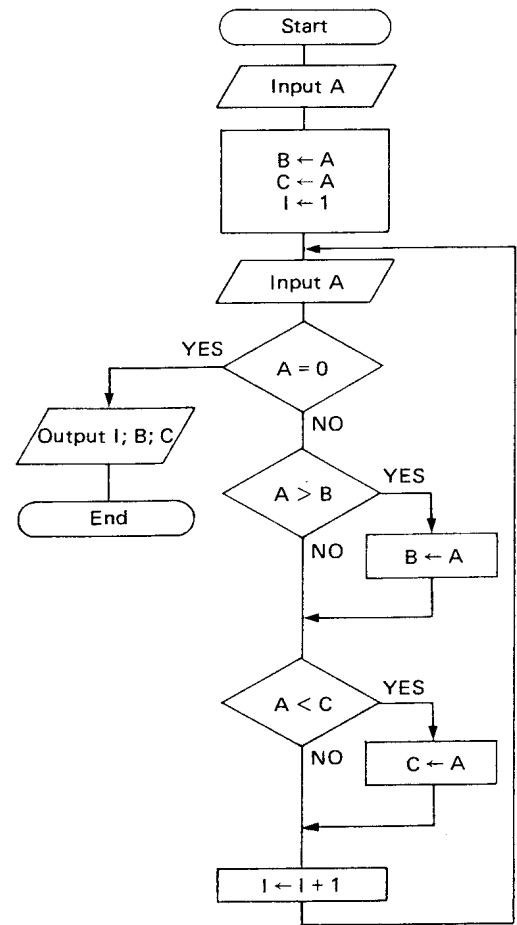 Start
Input A
B ← A
C ← A
I ← 1
Input A
A = 0
YES
Output I; B; C
End
NO
A > B
YES
B ← A
NO
A < C
YES
C ← A
NO
I ← I + 1